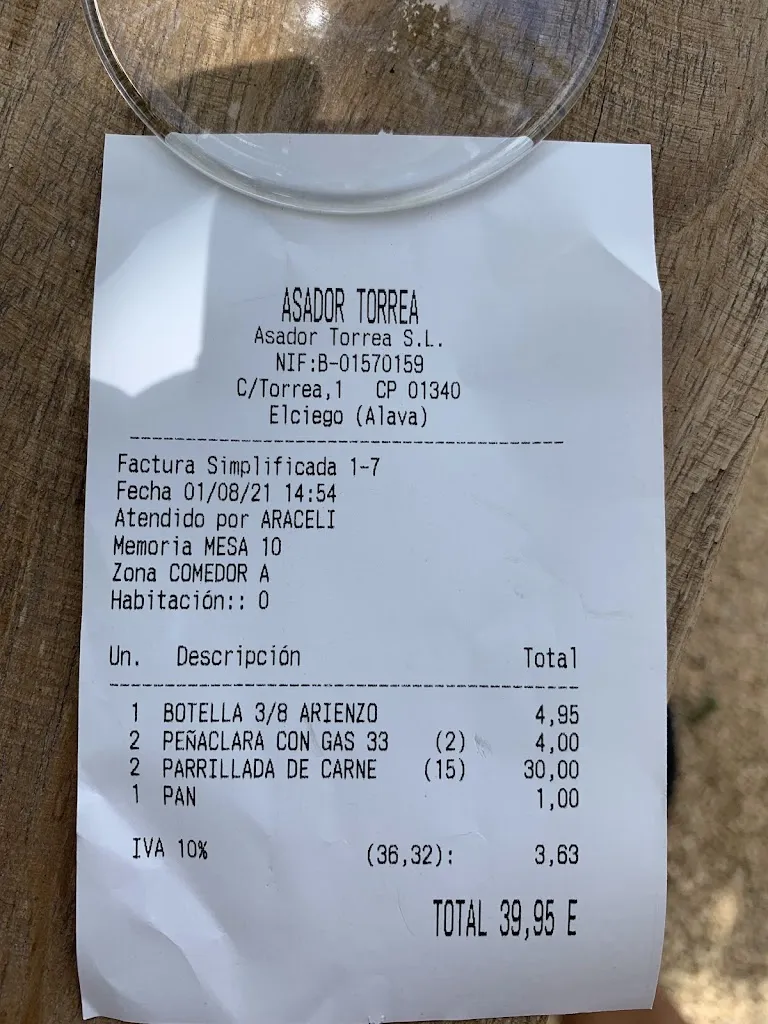 ASADOR TORREA
Asador Torrea S.L.
NIF:B-01570159
C/Torrea,1 CP 01340
Elciego (Alava)
Factura Simplificada 1-7
Fecha 01/08/21 14:54
Atendido por ARACELI
Memoria MESA 10
Zona COMEDOR A
Habitación:: 0
Un. Descripción Total
1 BOTELLA 3/8 ARIENZO 4,95
2 PEÑACLARA CON GAS 33 (2) 4,00
2 PARRILLADA DE CARNE (15) 30,00
1 PAN 1,00
IVA 10% (36,32): 3,63
TOTAL 39,95 E